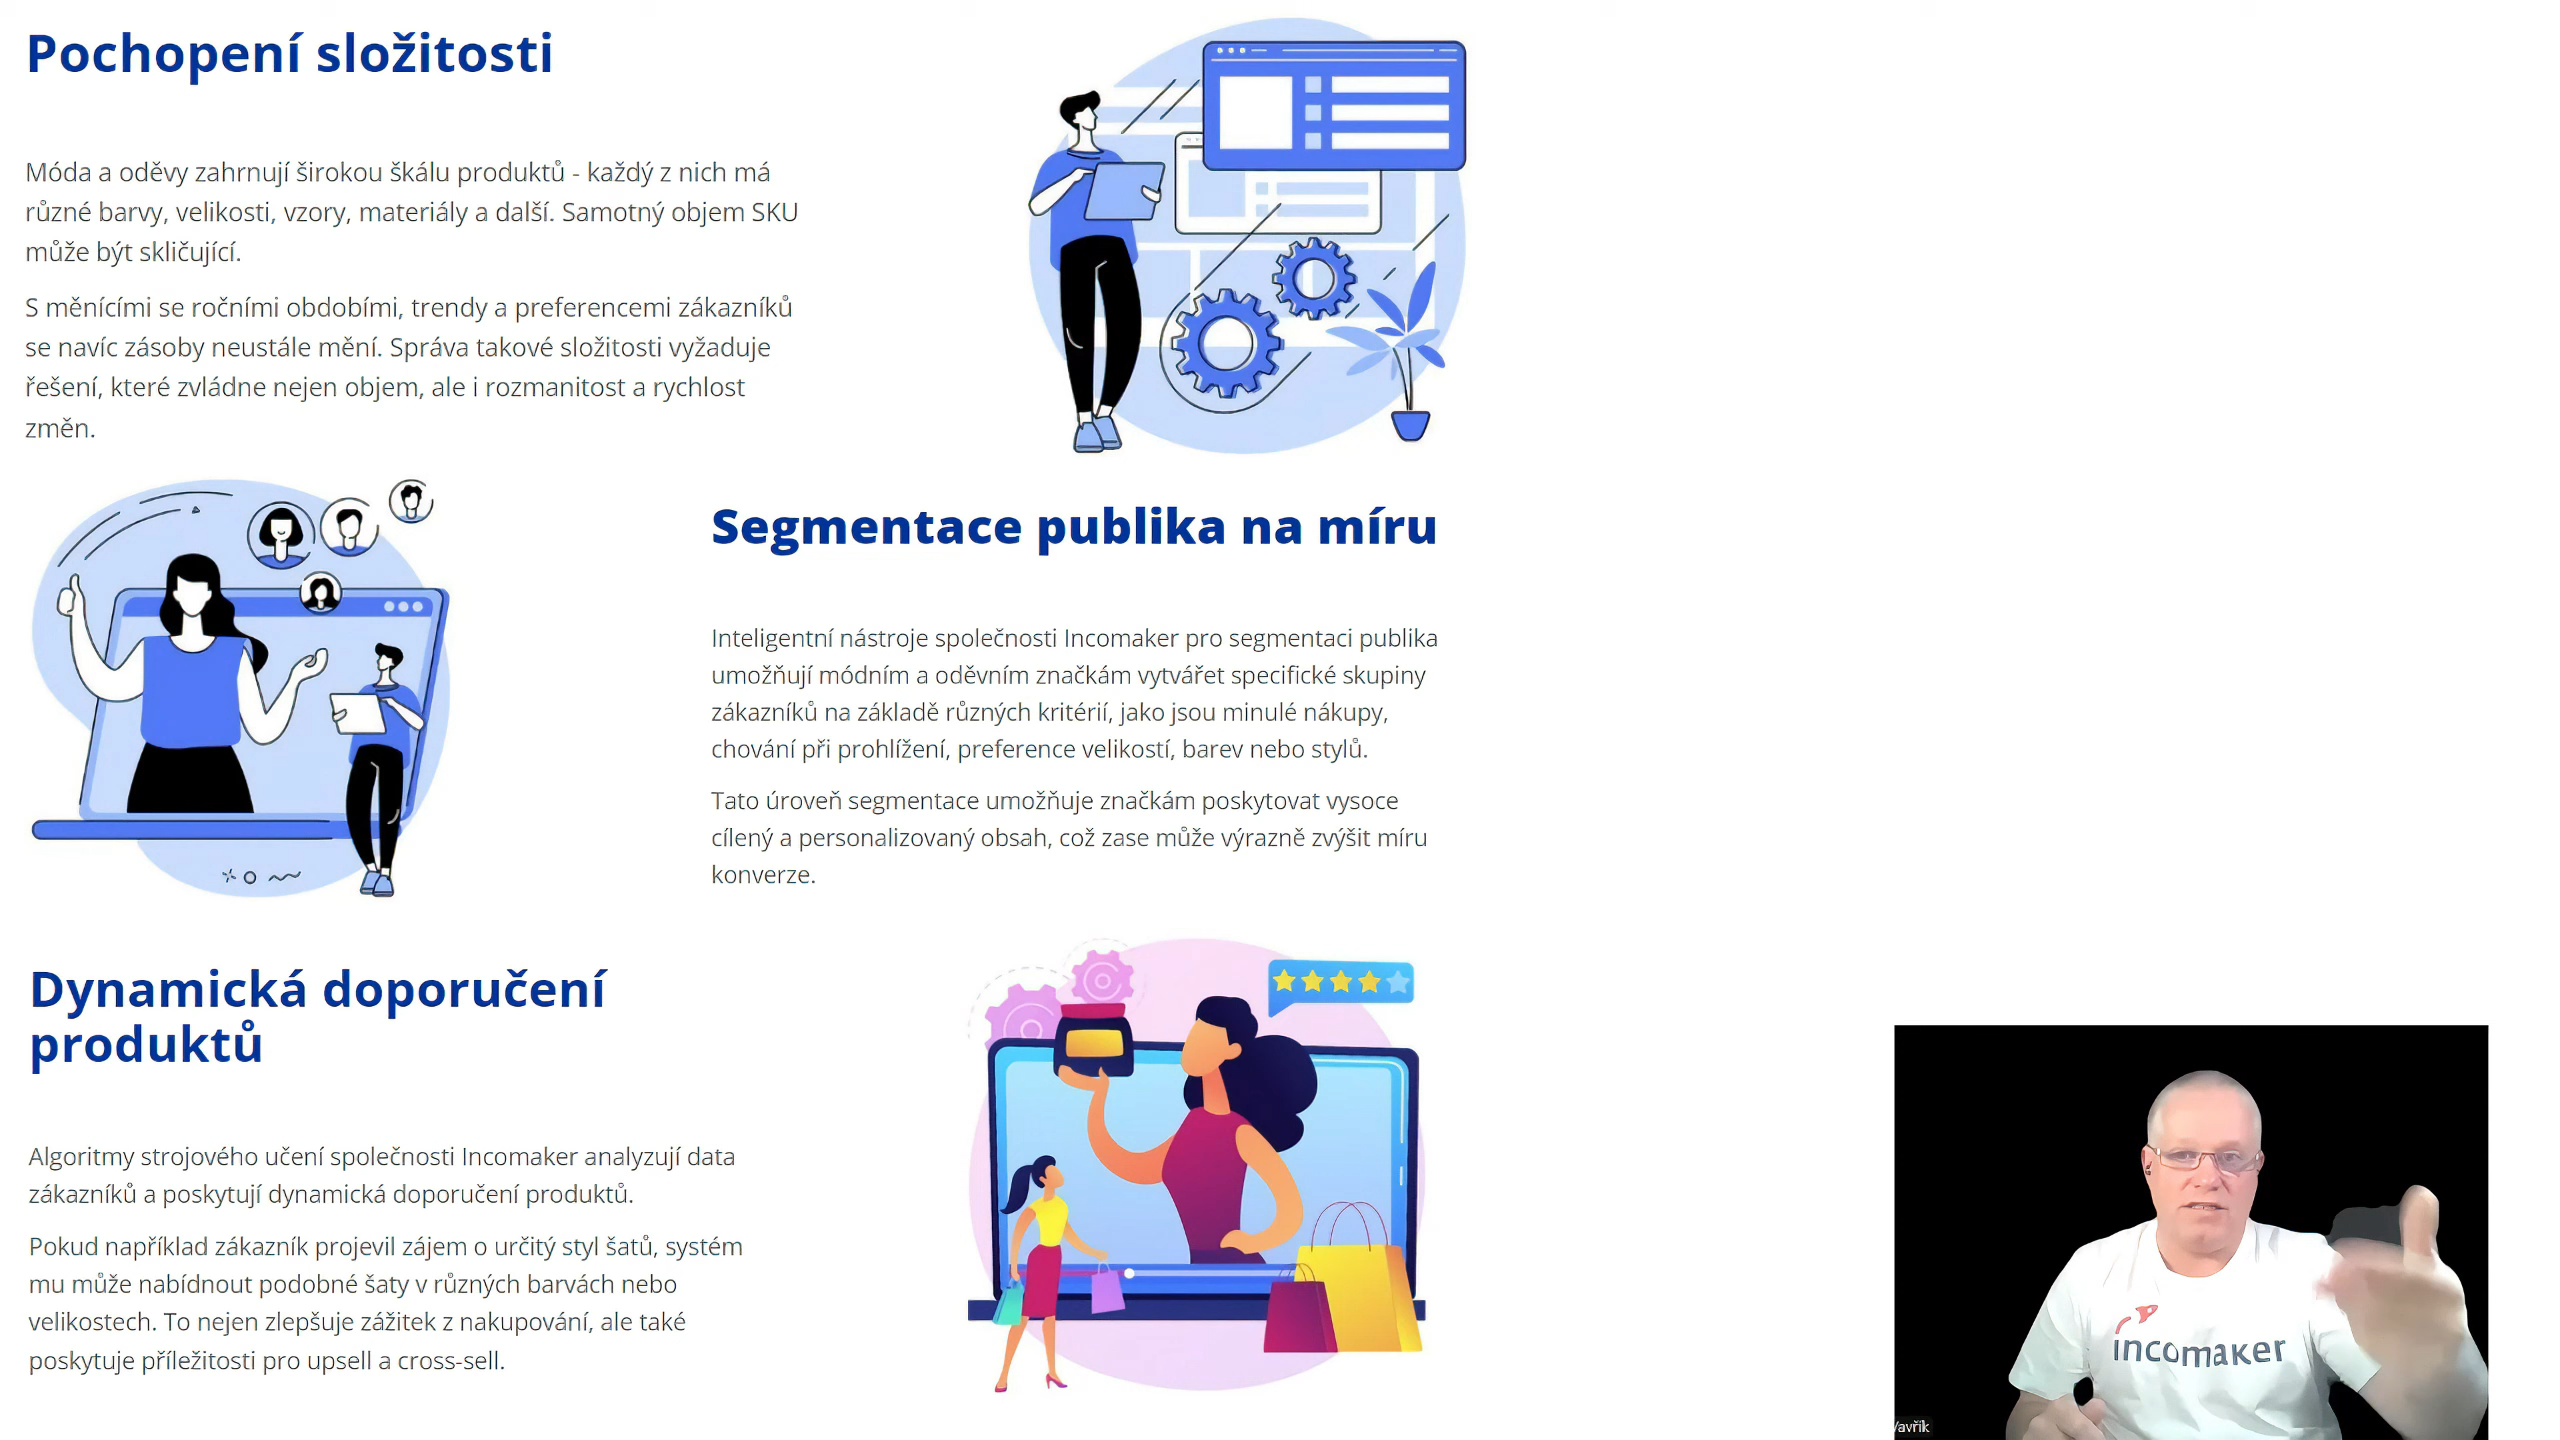 Pochopení složitosti
Móda a oděvy zahrnují širokou škálu produktů - každý z nich má
různé barvy, velikosti, vzory, materiály a další. Samotný objem SKU
může být skličující.
S měnícími se ročními obdobími, trendy a preferencemi zákazníků
se navíc zásoby neustále mění. Správa takové složitosti vyžaduje
řešení, které zvládne nejen objem, ale i rozmanitost a rychlost
změn.
Segmentace publika na míru
Inteligentní nástroje společnosti Incomaker pro segmentaci publika
umožňují módním a oděvním značkám vytvářet specifické skupiny
zákazníků na základě různých kritérií, jako jsou minulé nákupy,
chování při prohlížení, preference velikostí, barev nebo stylů.
Tato úroveň segmentace umožňuje značkám poskytovat vysoce
cílený a personalizovaný obsah, což zase může výrazně zvýšit míru
konverze.
Dynamická doporučení
produktů
Algoritmy strojového učení společnosti Incomaker analyzují data
zákazníků a poskytují dynamická doporučení produktů.
Pokud například zákazník projevil zájem o určitý styl šatů, systém
mu může nabídnout podobné šaty v různých barvách nebo
velikostech. To nejen zlepšuje zážitek z nakupování, ale také
poskytuje příležitosti pro upsell a cross-sell.
incomaker
Vavřík